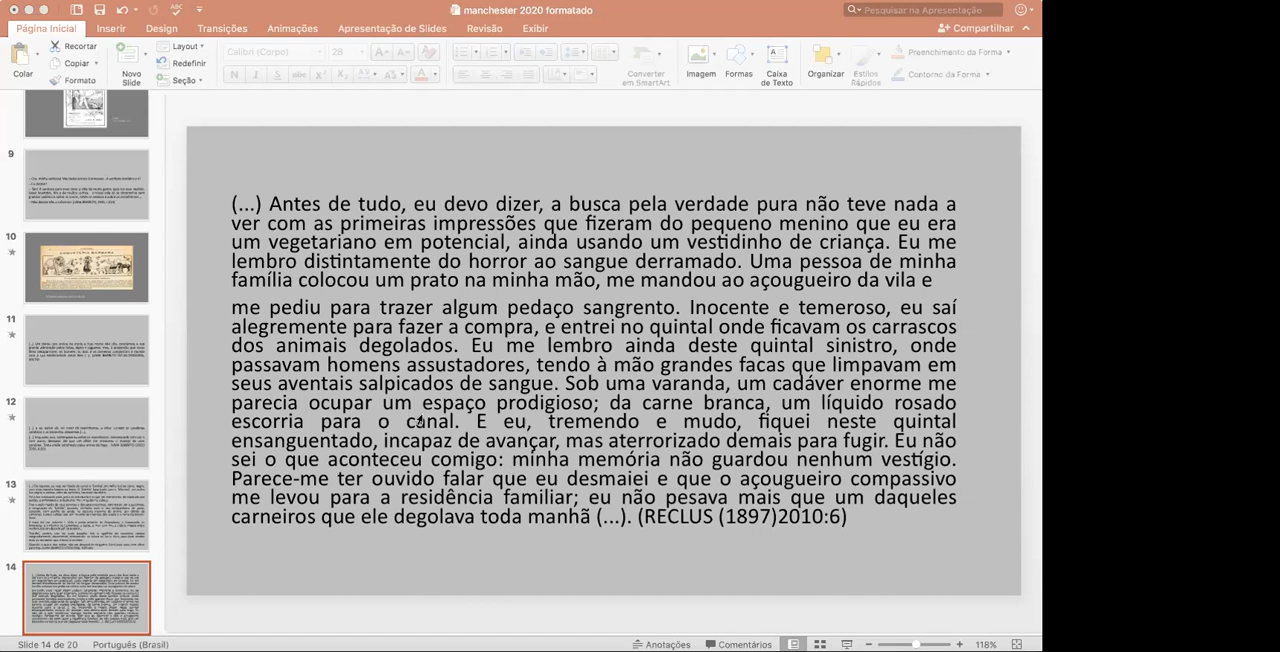 manchester 2020 formatado
Pesquisar na Apresentação
Página Inicial
Inserir
Design
Transições
Animações
Apresentação de Slides
Revisão
Exibir
Compartilhar
Colar
Recortar
Copiar
Formato
Novo
Slide
Layout
Redefinir
Seção
Calibri (Corpo)
28
Converter
em SmartArt
Imagem
Formas
Caixa
de Texto
Organizar
Estilos
Rápidos
Preenchimento da Forma
Contorno da Forma
9
10
11
12
13
14
(...) Antes de tudo, eu devo dizer, a busca pela verdade pura não teve nada a
ver com as primeiras impressões que fizeram do pequeno menino que eu era
um vegetariano em potencial, ainda usando um vestidinho de criança. Eu me
lembro distintamente do horror ao sangue derramado. Uma pessoa de minha
família colocou um prato na minha mão, me mandou ao açougueiro da vila e
me pediu para trazer algum pedaço sangrento. Inocente e temeroso, eu saí
alegremente para fazer a compra, e entrei no quintal onde ficavam os carrascos
dos animais degolados. Eu me lembro ainda deste quintal sinistro, onde
passavam homens assustadores, tendo à mão grandes facas que limpavam em
seus aventais salpicados de sangue. Sob uma varanda, um cadáver enorme me
parecia ocupar um espaço prodigioso; da carne branca, um líquido rosado
escorria para o canal. E eu, tremendo e mudo, fiquei neste quintal
ensanguentado, incapaz de avançar, mas aterrorizado demais para fugir. Eu não
sei o que aconteceu comigo: minha memória não guardou nenhum vestígio.
Parece-me ter ouvido falar que eu desmaiei e que o açougueiro compassivo
me levou para a residência familiar; eu não pesava mais que um daqueles
carneiros que ele degolava toda manhã (...). (RECLUS (1897)2010:6)
Slide 14 de 20
Português (Brasil)
Anotações
Comentários
118%